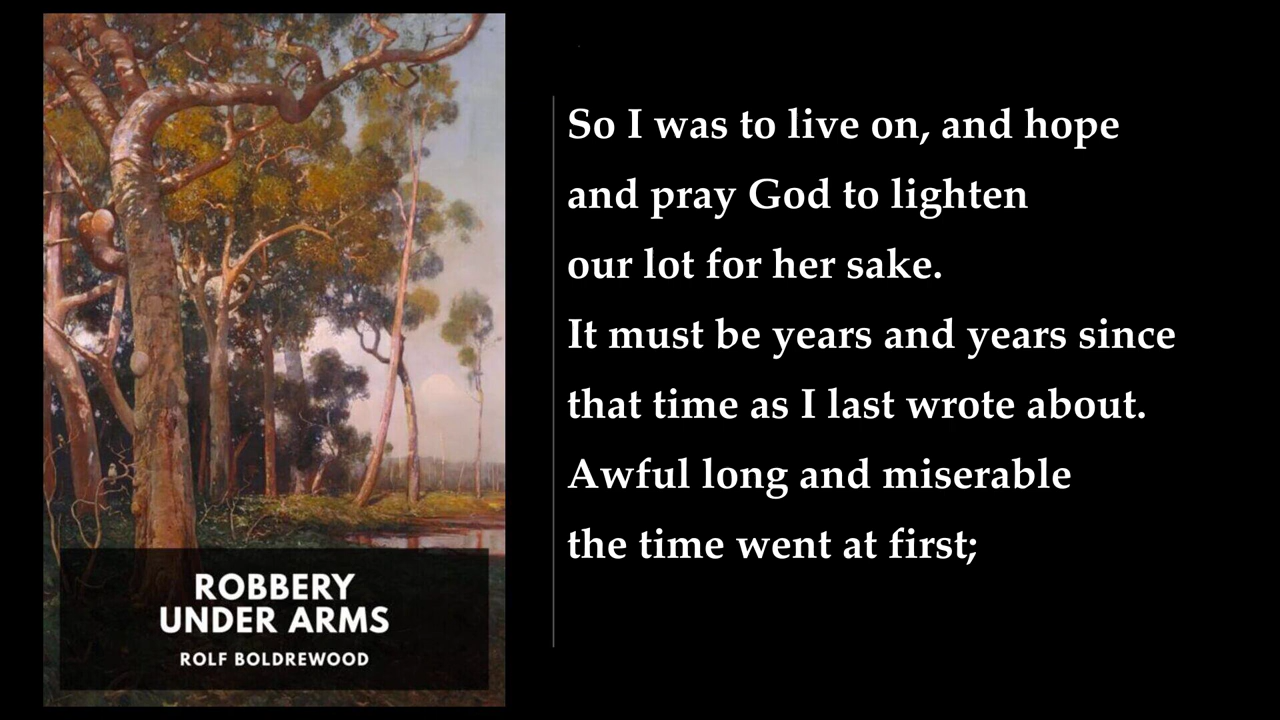 So I was to live on, and hope
and pray God to lighten
our lot for her sake.
It must be years and years since
that time as I last wrote about.
Awful long and miserable
the time went at first;
ROBBERY
UNDER ARMS
ROLF BOLDREWOOD